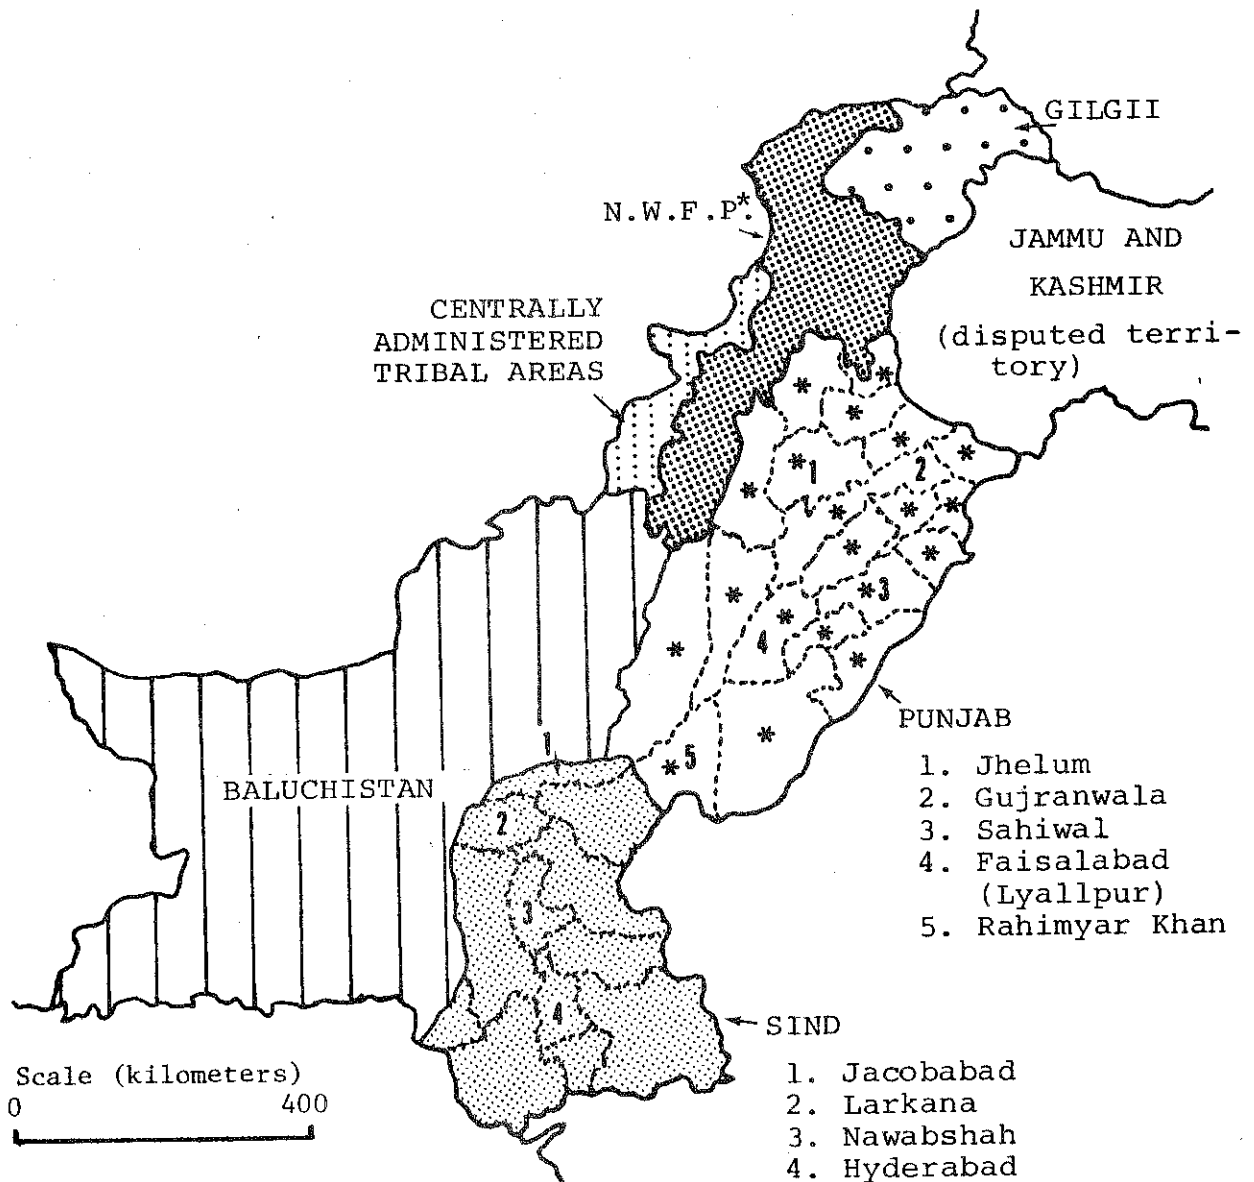 GILGII
N.W.F.P*.
JAMMU AND
KASHMIR
(disputed terri-
tory)
CENTRALLY
ADMINISTERED
TRIBAL AREAS
1
2
3
4
5
PUNJAB
1. Jhelum
2. Gujranwala
3. Sahiwal
4. Faisalabad
(Lyallpur)
5. Rahimyar Khan
BALUCHISTAN
1
2
3
4
SIND
1. Jacobabad
2. Larkana
3. Nawabshah
4. Hyderabad
Scale (kilometers)
0 400